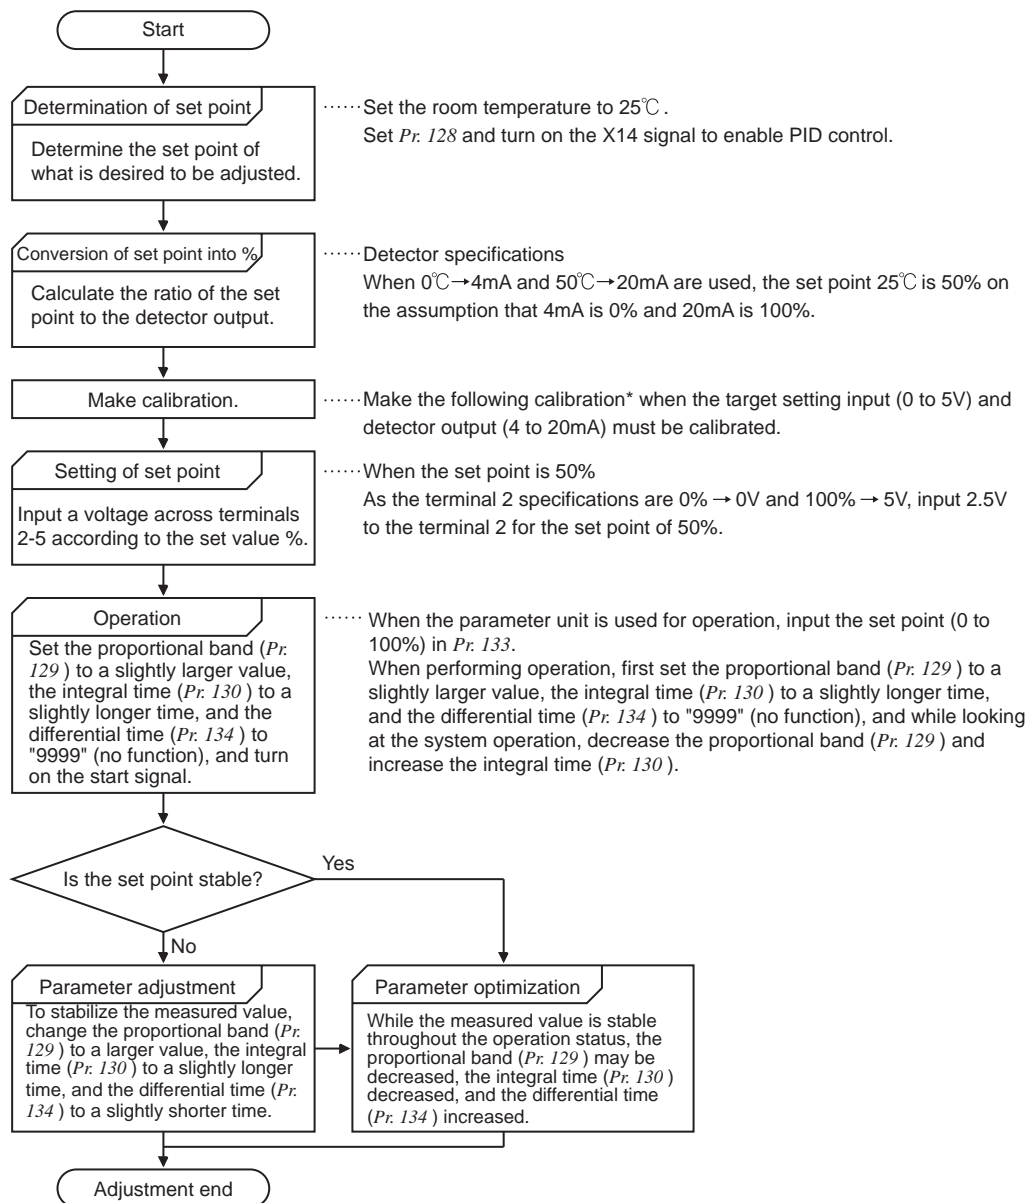 Start
Determination of set point
Determine the set point of
what is desired to be adjusted.
······Set the room temperature to 25℃ .
Set Pr. 128 and turn on the X14 signal to enable PID control.
Conversion of set point into %
Calculate the ratio of the set
point to the detector output.
······Detector specifications
When 0℃→4mA and 50℃→20mA are used, the set point 25℃ is 50% on
the assumption that 4mA is 0% and 20mA is 100%.
Make calibration.
······Make the following calibration* when the target setting input (0 to 5V) and
detector output (4 to 20mA) must be calibrated.
Setting of set point
Input a voltage across terminals
2-5 according to the set value %.
······When the set point is 50%
As the terminal 2 specifications are 0% → 0V and 100% → 5V, input 2.5V
to the terminal 2 for the set point of 50%.
Operation
Set the proportional band (Pr.
129 ) to a slightly larger value,
the integral time (Pr. 130 ) to a
slightly longer time, and the
differential time (Pr. 134 ) to
"9999" (no function), and turn
on the start signal.
······ When the parameter unit is used for operation, input the set point (0 to
100%) in Pr. 133.
When performing operation, first set the proportional band (Pr. 129 ) to a
slightly larger value, the integral time (Pr. 130 ) to a slightly longer time,
and the differential time (Pr. 134 ) to "9999" (no function), and while looking
at the system operation, decrease the proportional band (Pr. 129 ) and
increase the integral time (Pr. 130 ).
Is the set point stable?
Yes
No
Parameter adjustment
To stabilize the measured value,
change the proportional band (Pr.
129 ) to a larger value, the integral
time (Pr. 130 ) to a slightly longer
time, and the differential time (Pr.
134 ) to a slightly shorter time.
Parameter optimization
While the measured value is stable
throughout the operation status, the
proportional band (Pr. 129 ) may be
decreased, the integral time (Pr. 130 )
decreased, and the differential time
(Pr. 134 ) increased.
Adjustment end